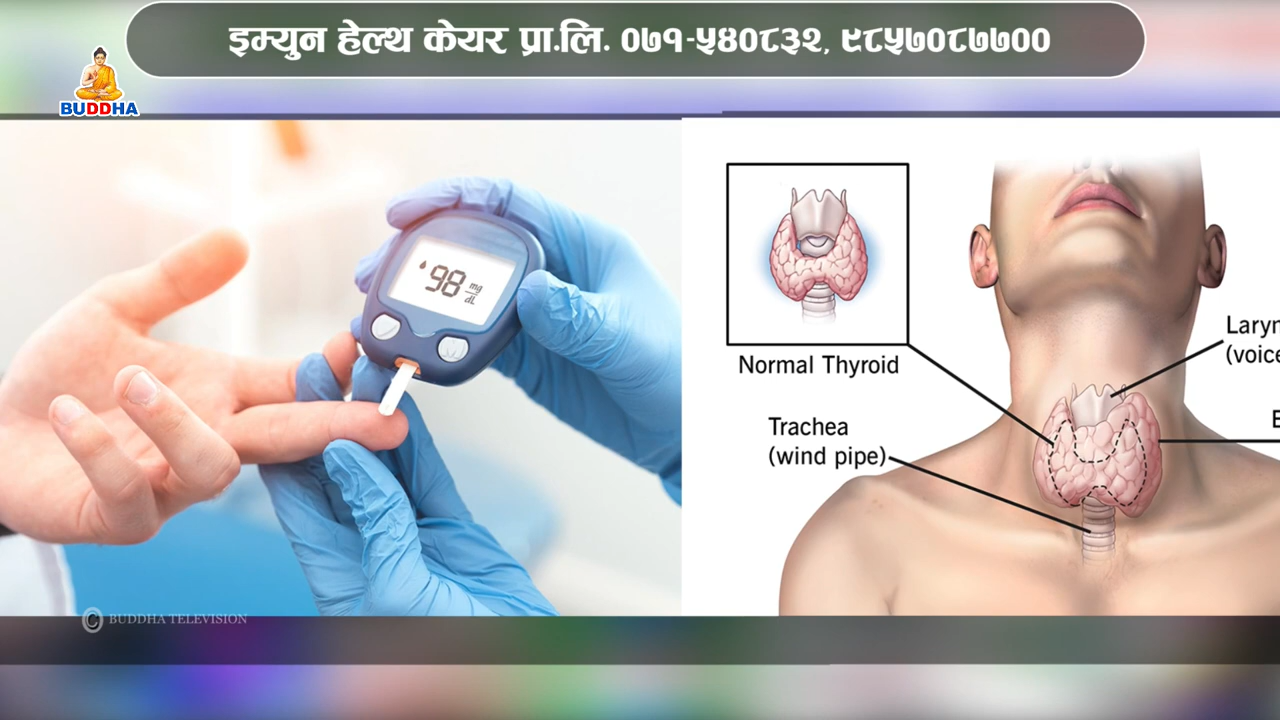 इम्युन हेल्थ केयर प्रा.लि. ०७१-५४०८३२, ९८५७०८७७००
BUDDHA
98 mg/dL
Normal Thyroid
Trachea
(wind pipe)
Laryn
(voice
E
© BUDDHA TELEVISION